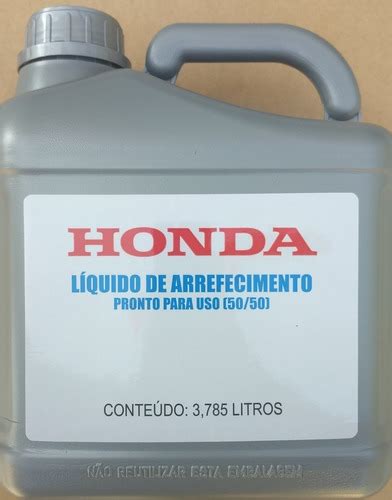 HONDA
LÍQUIDO DE ARREFECIMENTO
PRONTO PARA USO (50/50)
CONTEÚDO: 3,785 LITROS
NÃO REUTILIZAR ESTA EMBALAGEM